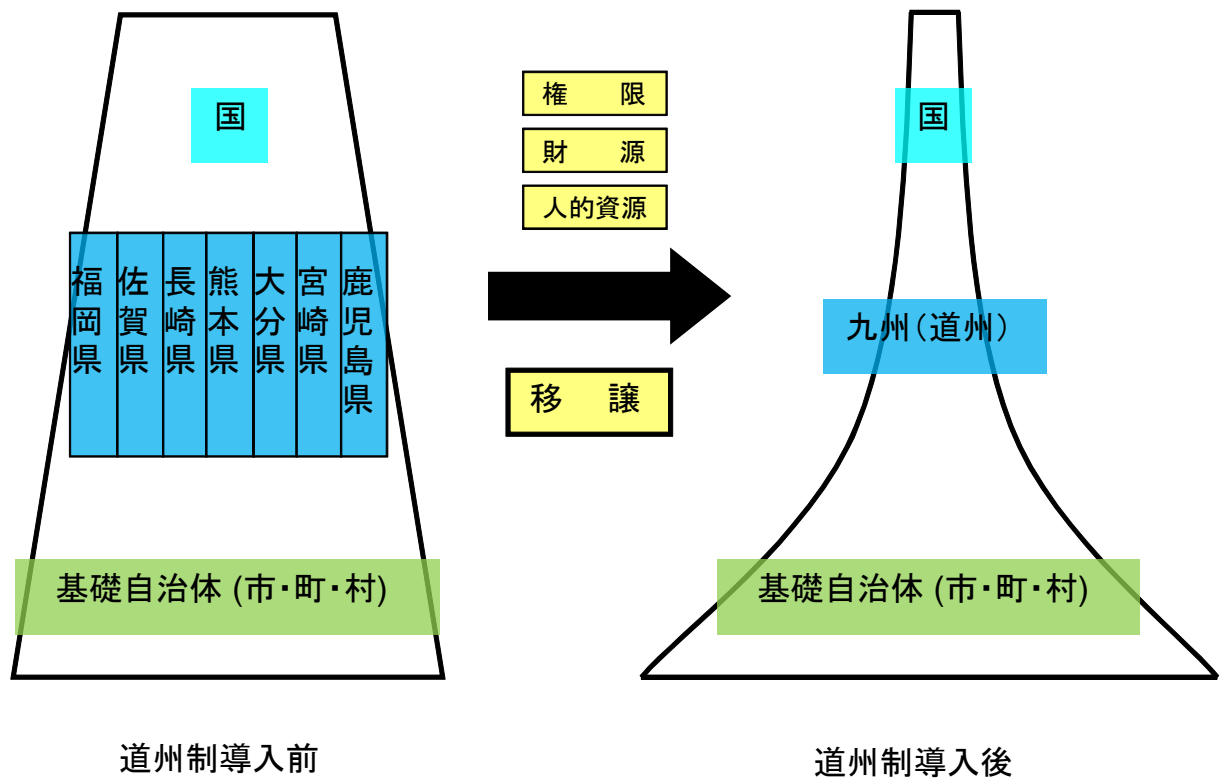 国
福岡県
佐賀県
長崎県
熊本県
大分県
宮崎県
鹿児島県
基礎自治体 (市・町・村)
道州制導入前
権　限
財　源
人的資源
移　譲
国
九州（道州）
基礎自治体 (市・町・村)
道州制導入後